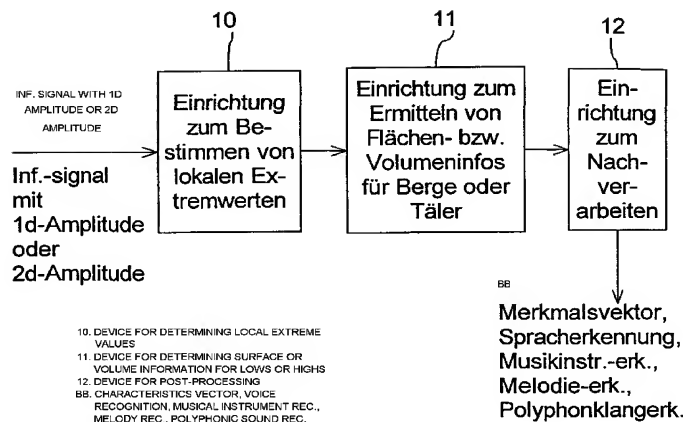 10
11
12
INF. SIGNAL WITH 1D
AMPLITUDE OR 2D
AMPLITUDE
Inf.-signal
mit
1d-Amplitude
oder
2d-Amplitude
Einrichtung
zum Be-
stimmen von
lokalen Ex-
tremwerten
Einrichtung zum
Ermitteln von
Flächen- bzw.
Volumeninfos
für Berge oder
Täler
Ein-
richtung
zum
Nach-
ver-
arbeiten
BB
Merkmalsvektor,
Spracherkennung,
Musikinstr.-erk.,
Melodie-erk.,
Polyphonklangerk.
10. DEVICE FOR DETERMINING LOCAL EXTREME
VALUES
11. DEVICE FOR DETERMINING SURFACE OR
VOLUME INFORMATION FOR LOWS OR HIGHS
12. DEVICE FOR POST-PROCESSING
BB. CHARACTERISTICS VECTOR, VOICE
RECOGNITION, MUSICAL INSTRUMENT REC.,
MELODY REC., POLYPHONIC SOUND REC.